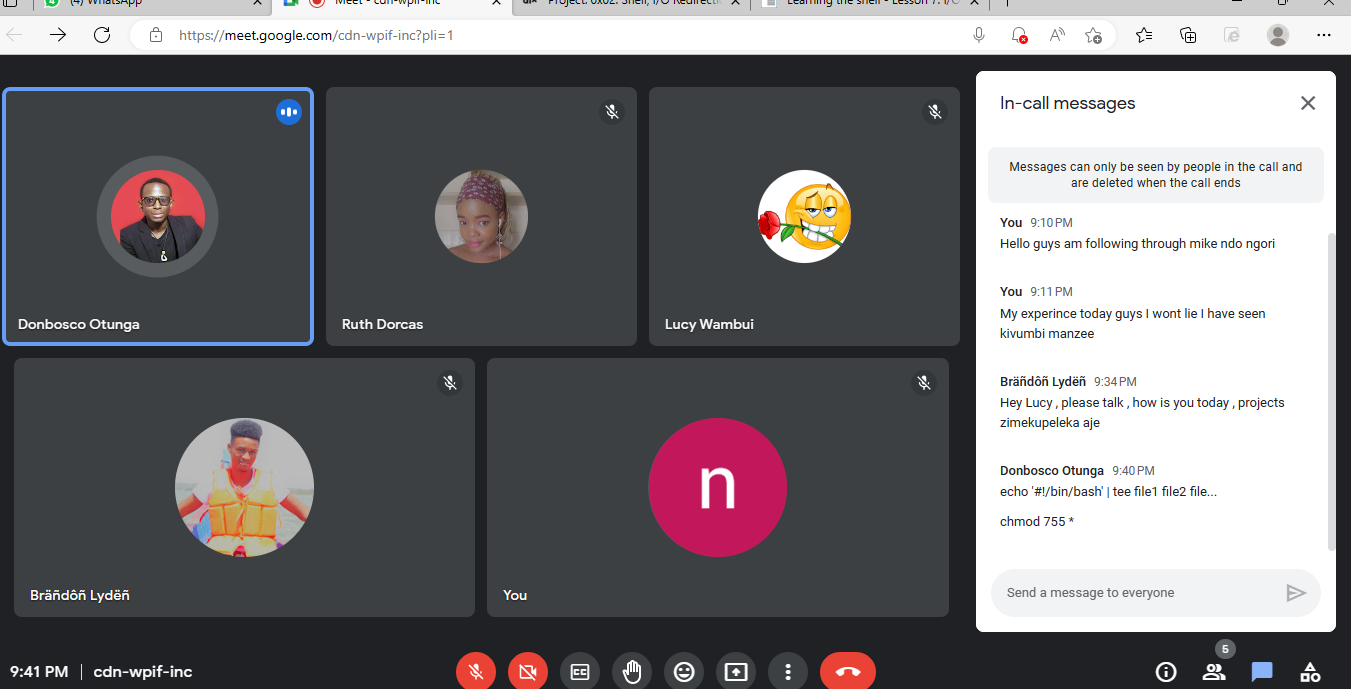 (4) WhatsApp
Meet - cdn-wpif-inc
Project: 0x02. Shell, I/O Redirecti
Learning the shell - Lesson 7: I/O
https://meet.google.com/cdn-wpif-inc?pli=1
Donbosco Otunga
Ruth Dorcas
Lucy Wambui
Bräñdôñ Lydëñ
n
You
In-call messages
Messages can only be seen by people in the call and
are deleted when the call ends
You 9:10 PM
Hello guys am following through mike ndo ngori
You 9:11 PM
My experince today guys I wont lie I have seen
kivumbi manzee
Bräñdôñ Lydëñ 9:34 PM
Hey Lucy , please talk , how is you today , projects
zimekupeleka aje
Donbosco Otunga 9:40 PM
echo '#!/bin/bash' | tee file1 file2 file...
chmod 755 *
Send a message to everyone
9:41 PM | cdn-wpif-inc
5